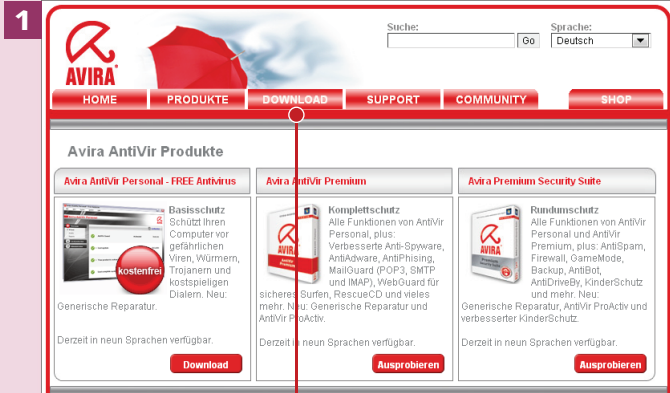 1
AVIRA
Suche:
Go
Sprache:
Deutsch
HOME
PRODUKTE
DOWNLOAD
SUPPORT
COMMUNITY
SHOP
Avira AntiVir Produkte
Avira AntiVir Personal - FREE Antivirus
kostenfrei
Basisschutz
Schützt Ihren
Computer vor
gefährlichen
Viren, Würmern,
Trojanern und
kostspieligen
Dialern. Neu:
Generische Reparatur.
Derzeit in neun Sprachen verfügbar.
Download
Avira AntiVir Premium
AVIRA
Komplettschutz
Alle Funktionen von AntiVir
Personal, plus:
Verbesserte Anti-Spyware,
AntiAdware, AntiPhising,
MailGuard (POP3, SMTP
und IMAP), WebGuard für
sicheres Surfen, RescueCD und vieles
mehr. Neu: Generische Reparatur und
AntiVir ProActiv.
Derzeit in neun Sprachen verfügbar.
Ausprobieren
Avira Premium Security Suite
AVIRA
Rundumschutz
Alle Funktionen von AntiVir
Personal und AntiVir
Premium, plus: AntiSpam,
Firewall, GameMode,
Backup, AntiBot,
AntiDriveBy, KinderSchutz
und mehr. Neu:
Generische Reparatur, AntiVir ProActiv und
verbesserter KinderSchutz.
Derzeit in neun Sprachen verfügbar.
Ausprobieren